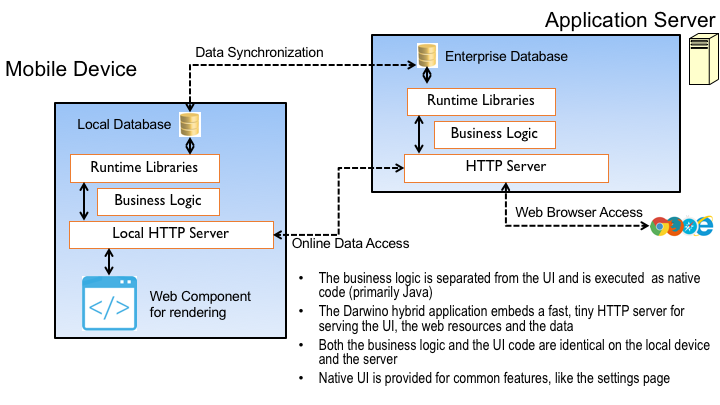 Application Server
Data Synchronization
Enterprise Database
Mobile Device
Runtime Libraries
Local Database
Business Logic
Runtime Libraries
HTTP Server
Business Logic
Web Browser Access
Local HTTP Server
Online Data Access
Web Component
for rendering
</>
• The business logic is separated from the UI and is executed as native
code (primarily Java)
• The Darwino hybrid application embeds a fast, tiny HTTP server for
serving the UI, the web resources and the data
• Both the business logic and the UI code are identical on the local device
and the server
• Native UI is provided for common features, like the settings page